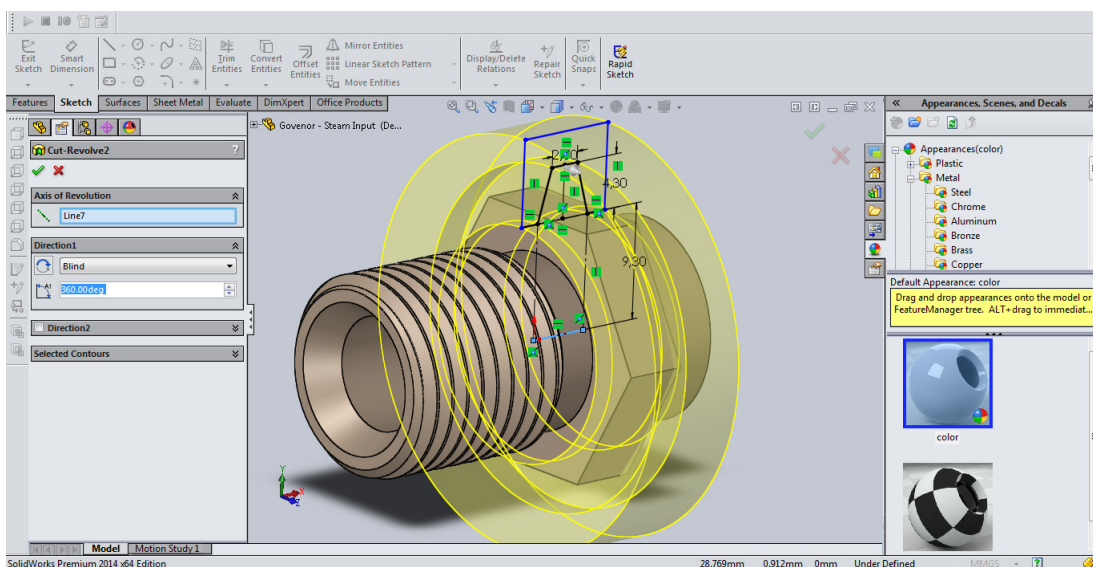 Exit Sketch
Smart Dimension
Trim Entities
Convert Entities
Offset Entities
Mirror Entities
Linear Sketch Pattern
Move Entities
Display/Delete Relations
Repair Sketch
Quick Snaps
Rapid Sketch
Features Sketch Surfaces Sheet Metal Evaluate DimXpert Office Products
Govenor - Steam Input (De...
Cut-Revolve2 ?
Axis of Revolution
Line7
Direction1
Blind
A1
360.00deg
Direction2
Selected Contours
4,30
9,30
Y
X
Z
Appearances, Scenes, and Decals
Appearances(color)
Plastic
Metal
Steel
Chrome
Aluminum
Bronze
Brass
Copper
Default Appearance: color
Drag and drop appearances onto the model or
FeatureManager tree. ALT+drag to immediat...
color
Model Motion Study 1
SolidWorks Premium 2014 x64 Edition 28.769mm 0.912mm 0mm Under Defined MMGS ?